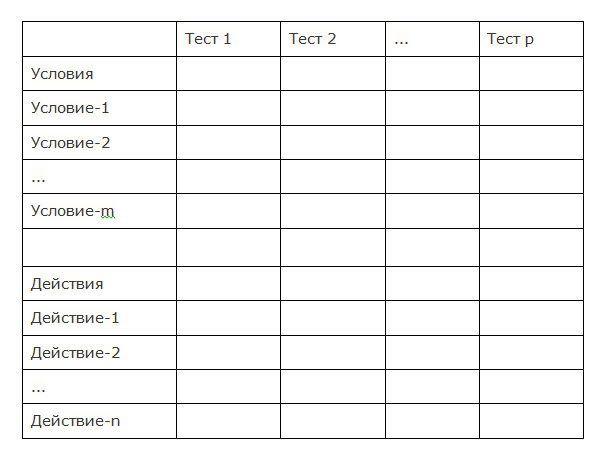 Тест 1 Тест 2 ... Тест p
Условия
Условие-1
Условие-2
...
Условие-m
Действия
Действие-1
Действие-2
...
Действие-n